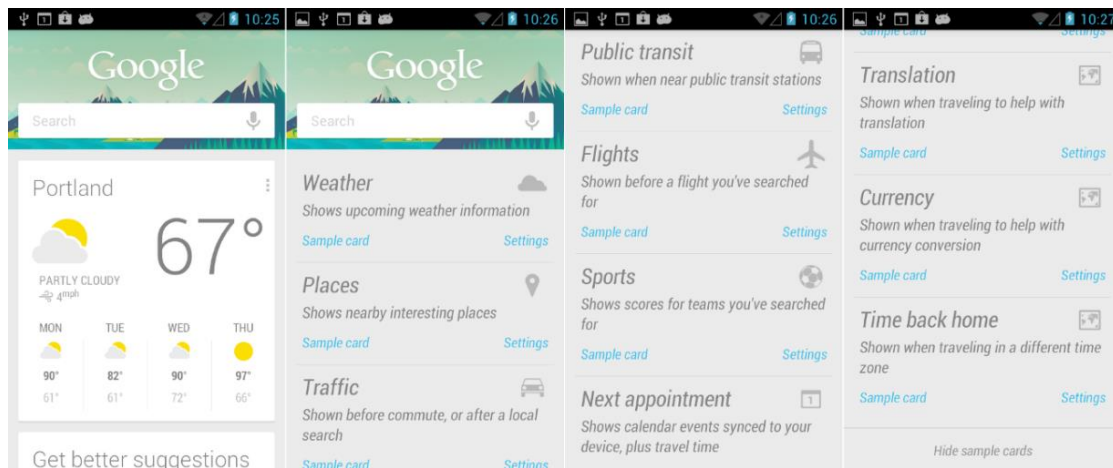 10:25
Google
Search
Portland
67°
PARTLY CLOUDY
4mph
MON TUE WED THU
90° 82° 90° 97°
61° 61° 72° 66°
Get better suggestions
10:26
Google
Search
Weather
Shows upcoming weather information
Sample card Settings
Places
Shows nearby interesting places
Sample card Settings
Traffic
Shown before commute, or after a local
search
Sample card Settings
10:26
Public transit
Shown when near public transit stations
Sample card Settings
Flights
Shown before a flight you've searched
for
Sample card Settings
Sports
Shows scores for teams you've searched
for
Sample card Settings
Next appointment
1
Shows calendar events synced to your
device, plus travel time
10:27
Sample card Settings
Translation
Shown when traveling to help with
translation
Sample card Settings
Currency
Shown when traveling to help with
currency conversion
Sample card Settings
Time back home
Shown when traveling in a different time
zone
Sample card Settings
Hide sample cards